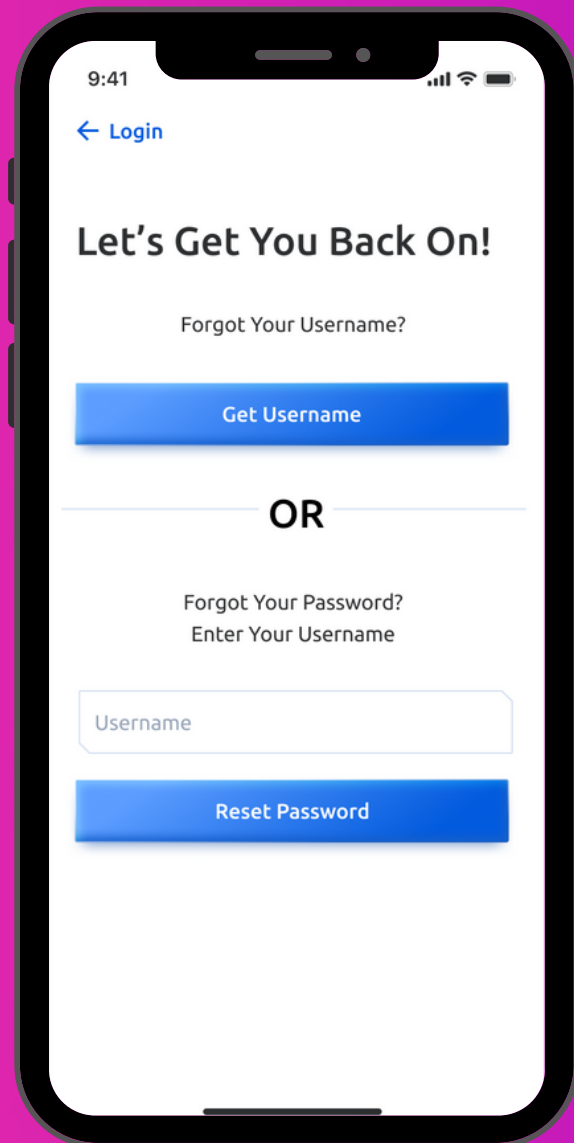 9:41
Login
Let’s Get You Back On!
Forgot Your Username?
Get Username
OR
Forgot Your Password?
Enter Your Username
Username
Reset Password